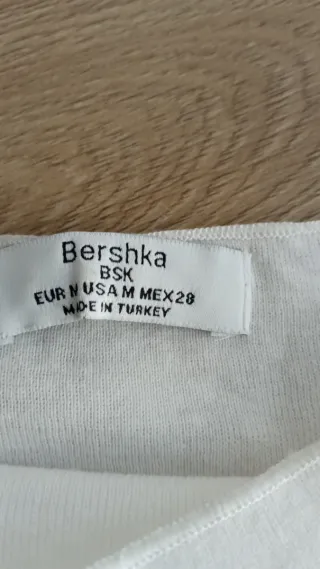 Bershka
BSK
EUR M USA M MEX28
MADE IN TURKEY